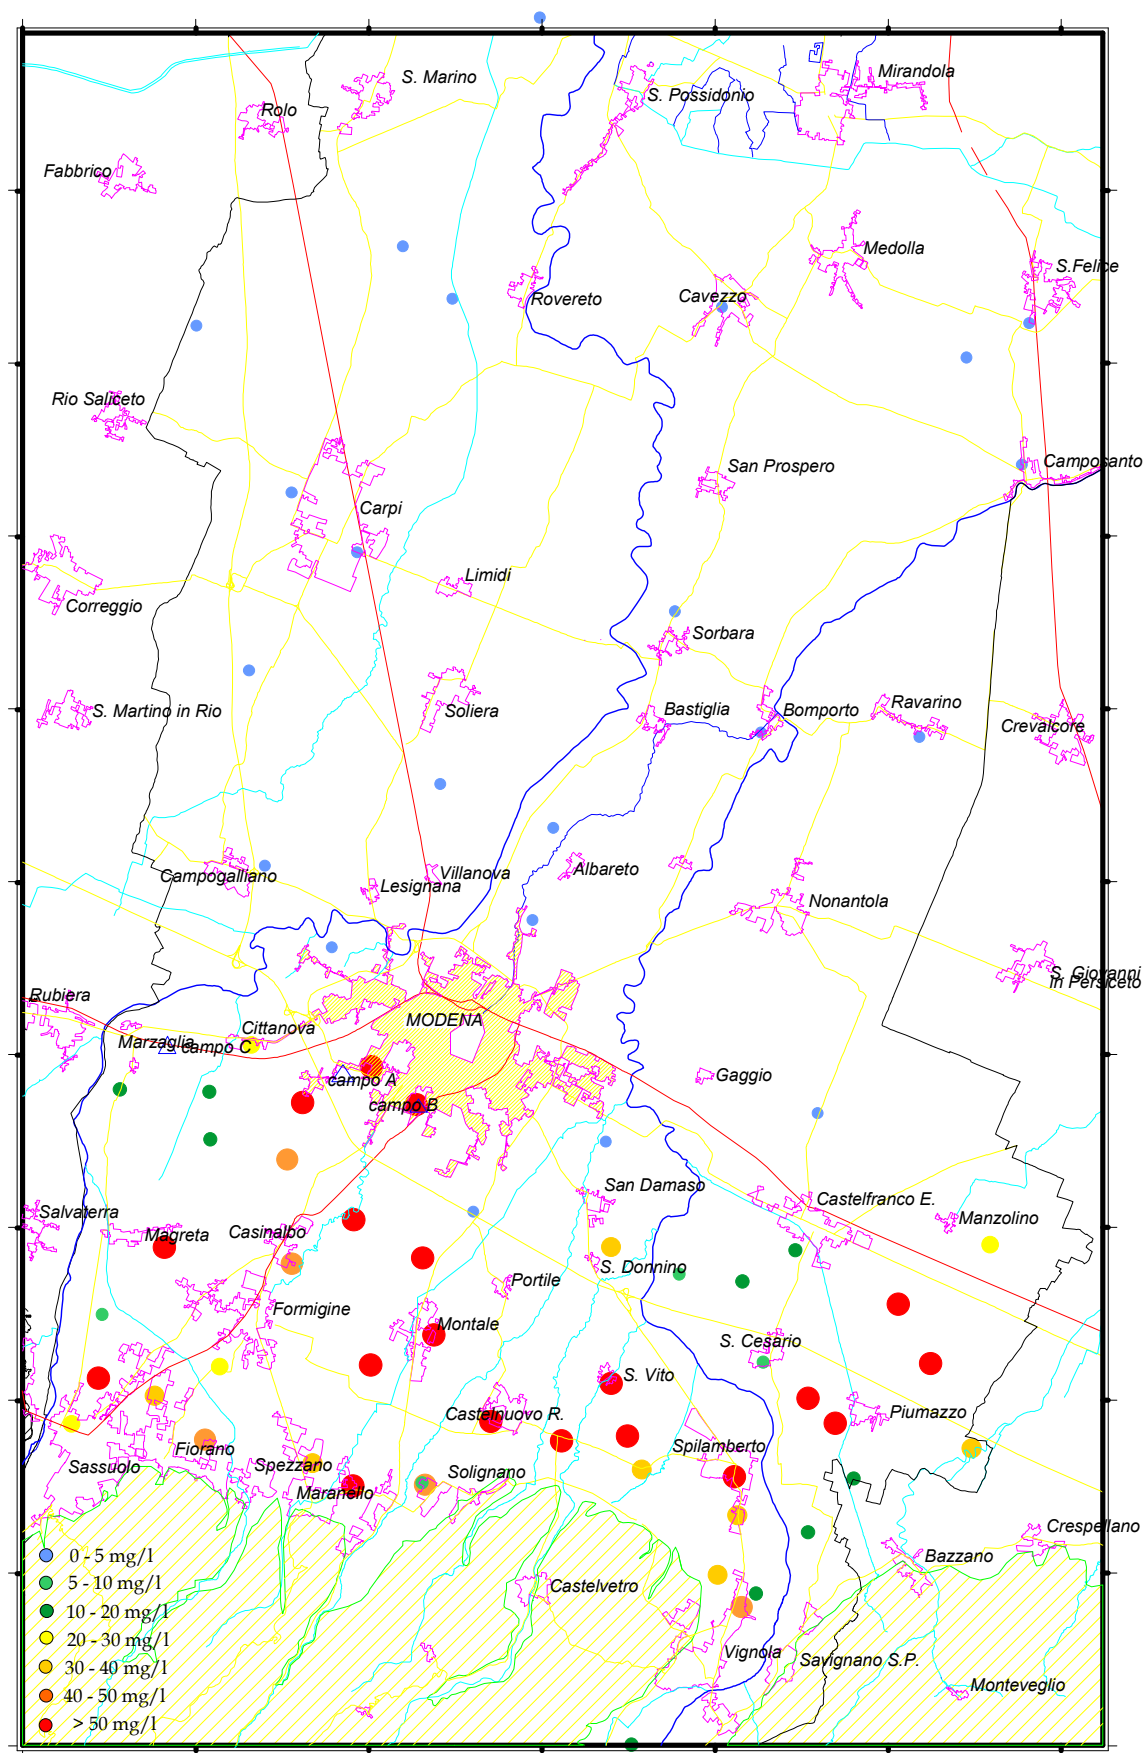 S. Marino
Mirandola
S. Possidonio
Rolo
Fabbrico
Medolla
S.Felice
Rovereto
Cavezzo
Rio Saliceto
San Prospero
Camposanto
Carpi
Limidi
Correggio
Sorbara
S. Martino in Rio
Soliera
Bastiglia
Bomporto
Ravarino
Crevalcore
Campogalliano
Lesignana
Villanova
Albareto
Nonantola
S. Giovanni
in Persiceto
Rubiera
Cittanova
MODENA
Marzaglia
campo C
campo A
Gaggio
campo B
San Damaso
Castelfranco E.
Salvaterra
Magreta
Casinalbo
Manzolino
S. Donnino
Portile
Formigine
Montale
S. Cesario
S. Vito
Castelnuovo R.
Piumazzo
Fiorano
Spilamberto
Sassuolo
Spezzano
Solignano
Maranello
Crespellano
Bazzano
Castelvetro
Vignola
Savignano S.P.
Monteveglio
0 - 5 mg/l
5 - 10 mg/l
10 - 20 mg/l
20 - 30 mg/l
30 - 40 mg/l
40 - 50 mg/l
> 50 mg/l